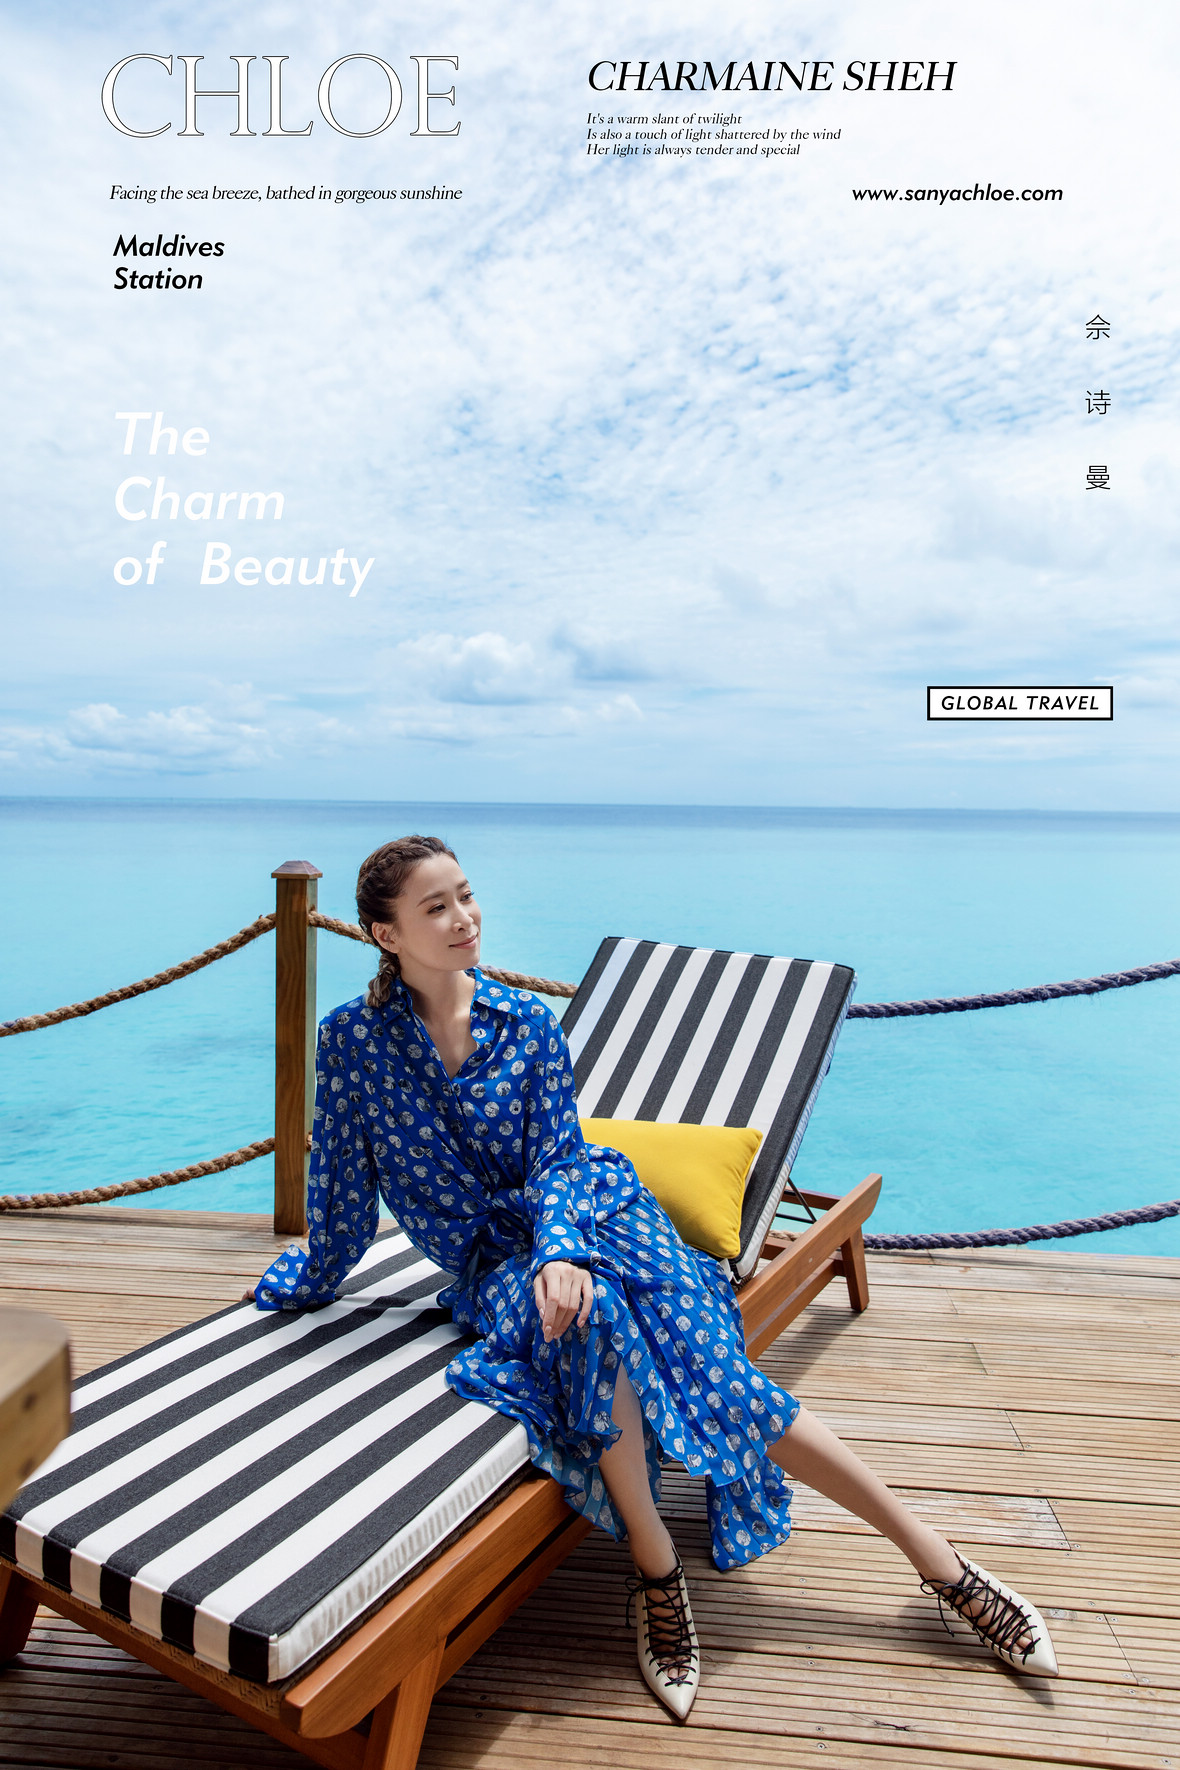 CHLOE
CHARMAINE SHEH
It's a warm slant of twilight
Is also a touch of light shattered by the wind
Her light is always tender and special
Facing the sea breeze, bathed in gorgeous sunshine
www.sanyachloe.com
Maldives
Station
佘
诗
曼
The
Charm
of Beauty
GLOBAL TRAVEL